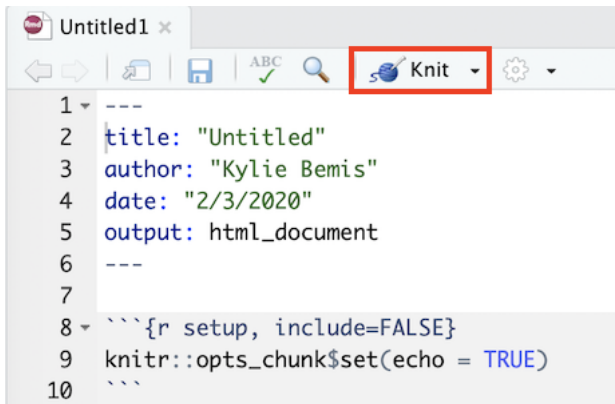 Rmd Untitled1 ×
ABC Knit
1 ---
2 title: "Untitled"
3 author: "Kylie Bemis"
4 date: "2/3/2020"
5 output: html_document
6 ---
7
8 ```{r setup, include=FALSE}
9 knitr::opts_chunk$set(echo = TRUE)
10 ```